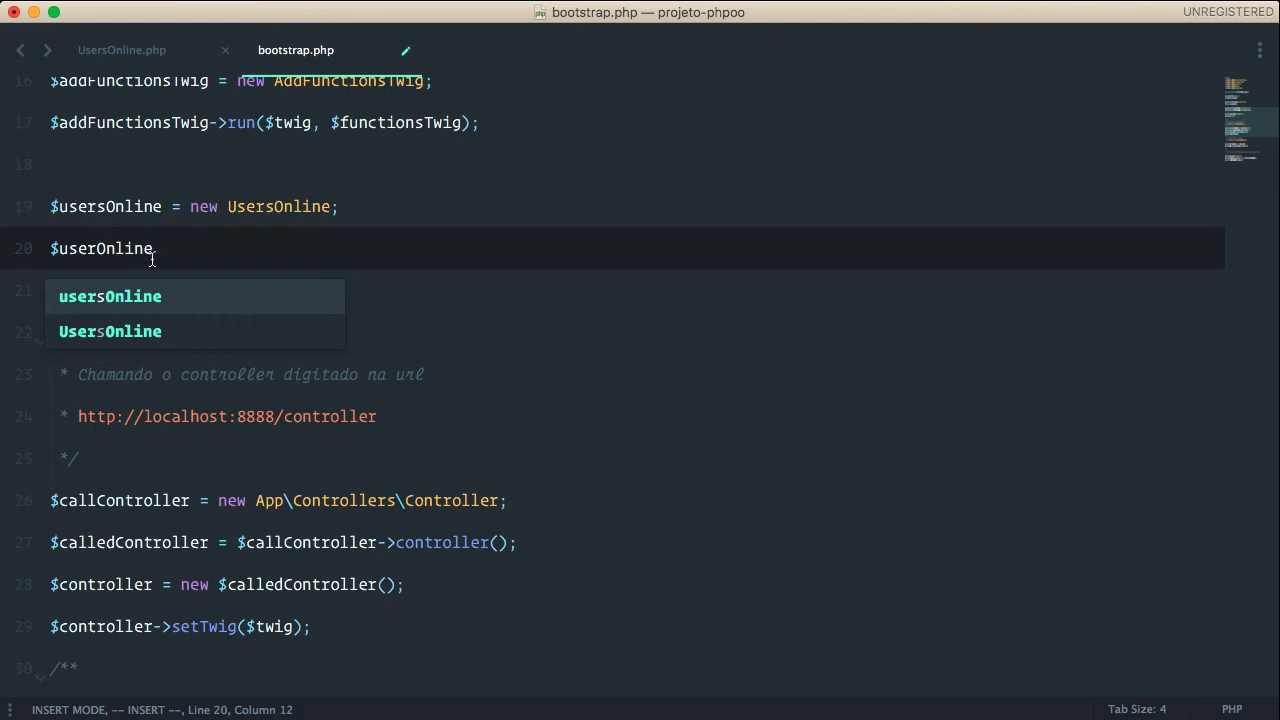 bootstrap.php — projeto-phpoo
UNREGISTERED
UsersOnline.php
bootstrap.php
16 $addFunctionsTwig = new AddFunctionsTwig;
17 $addFunctionsTwig->run($twig, $functionsTwig);
18
19 $usersOnline = new UsersOnline;
20 $userOnline
21
usersOnline
UsersOnline
22
23 * Chamando o controller digitado na url
24 * http://localhost:8888/controller
25 */
26 $callController = new App\Controllers\Controller;
27 $calledController = $callController->controller();
28 $controller = new $calledController();
29 $controller->setTwig($twig);
30 /**
INSERT MODE, -- INSERT --, Line 20, Column 12
Tab Size: 4
PHP